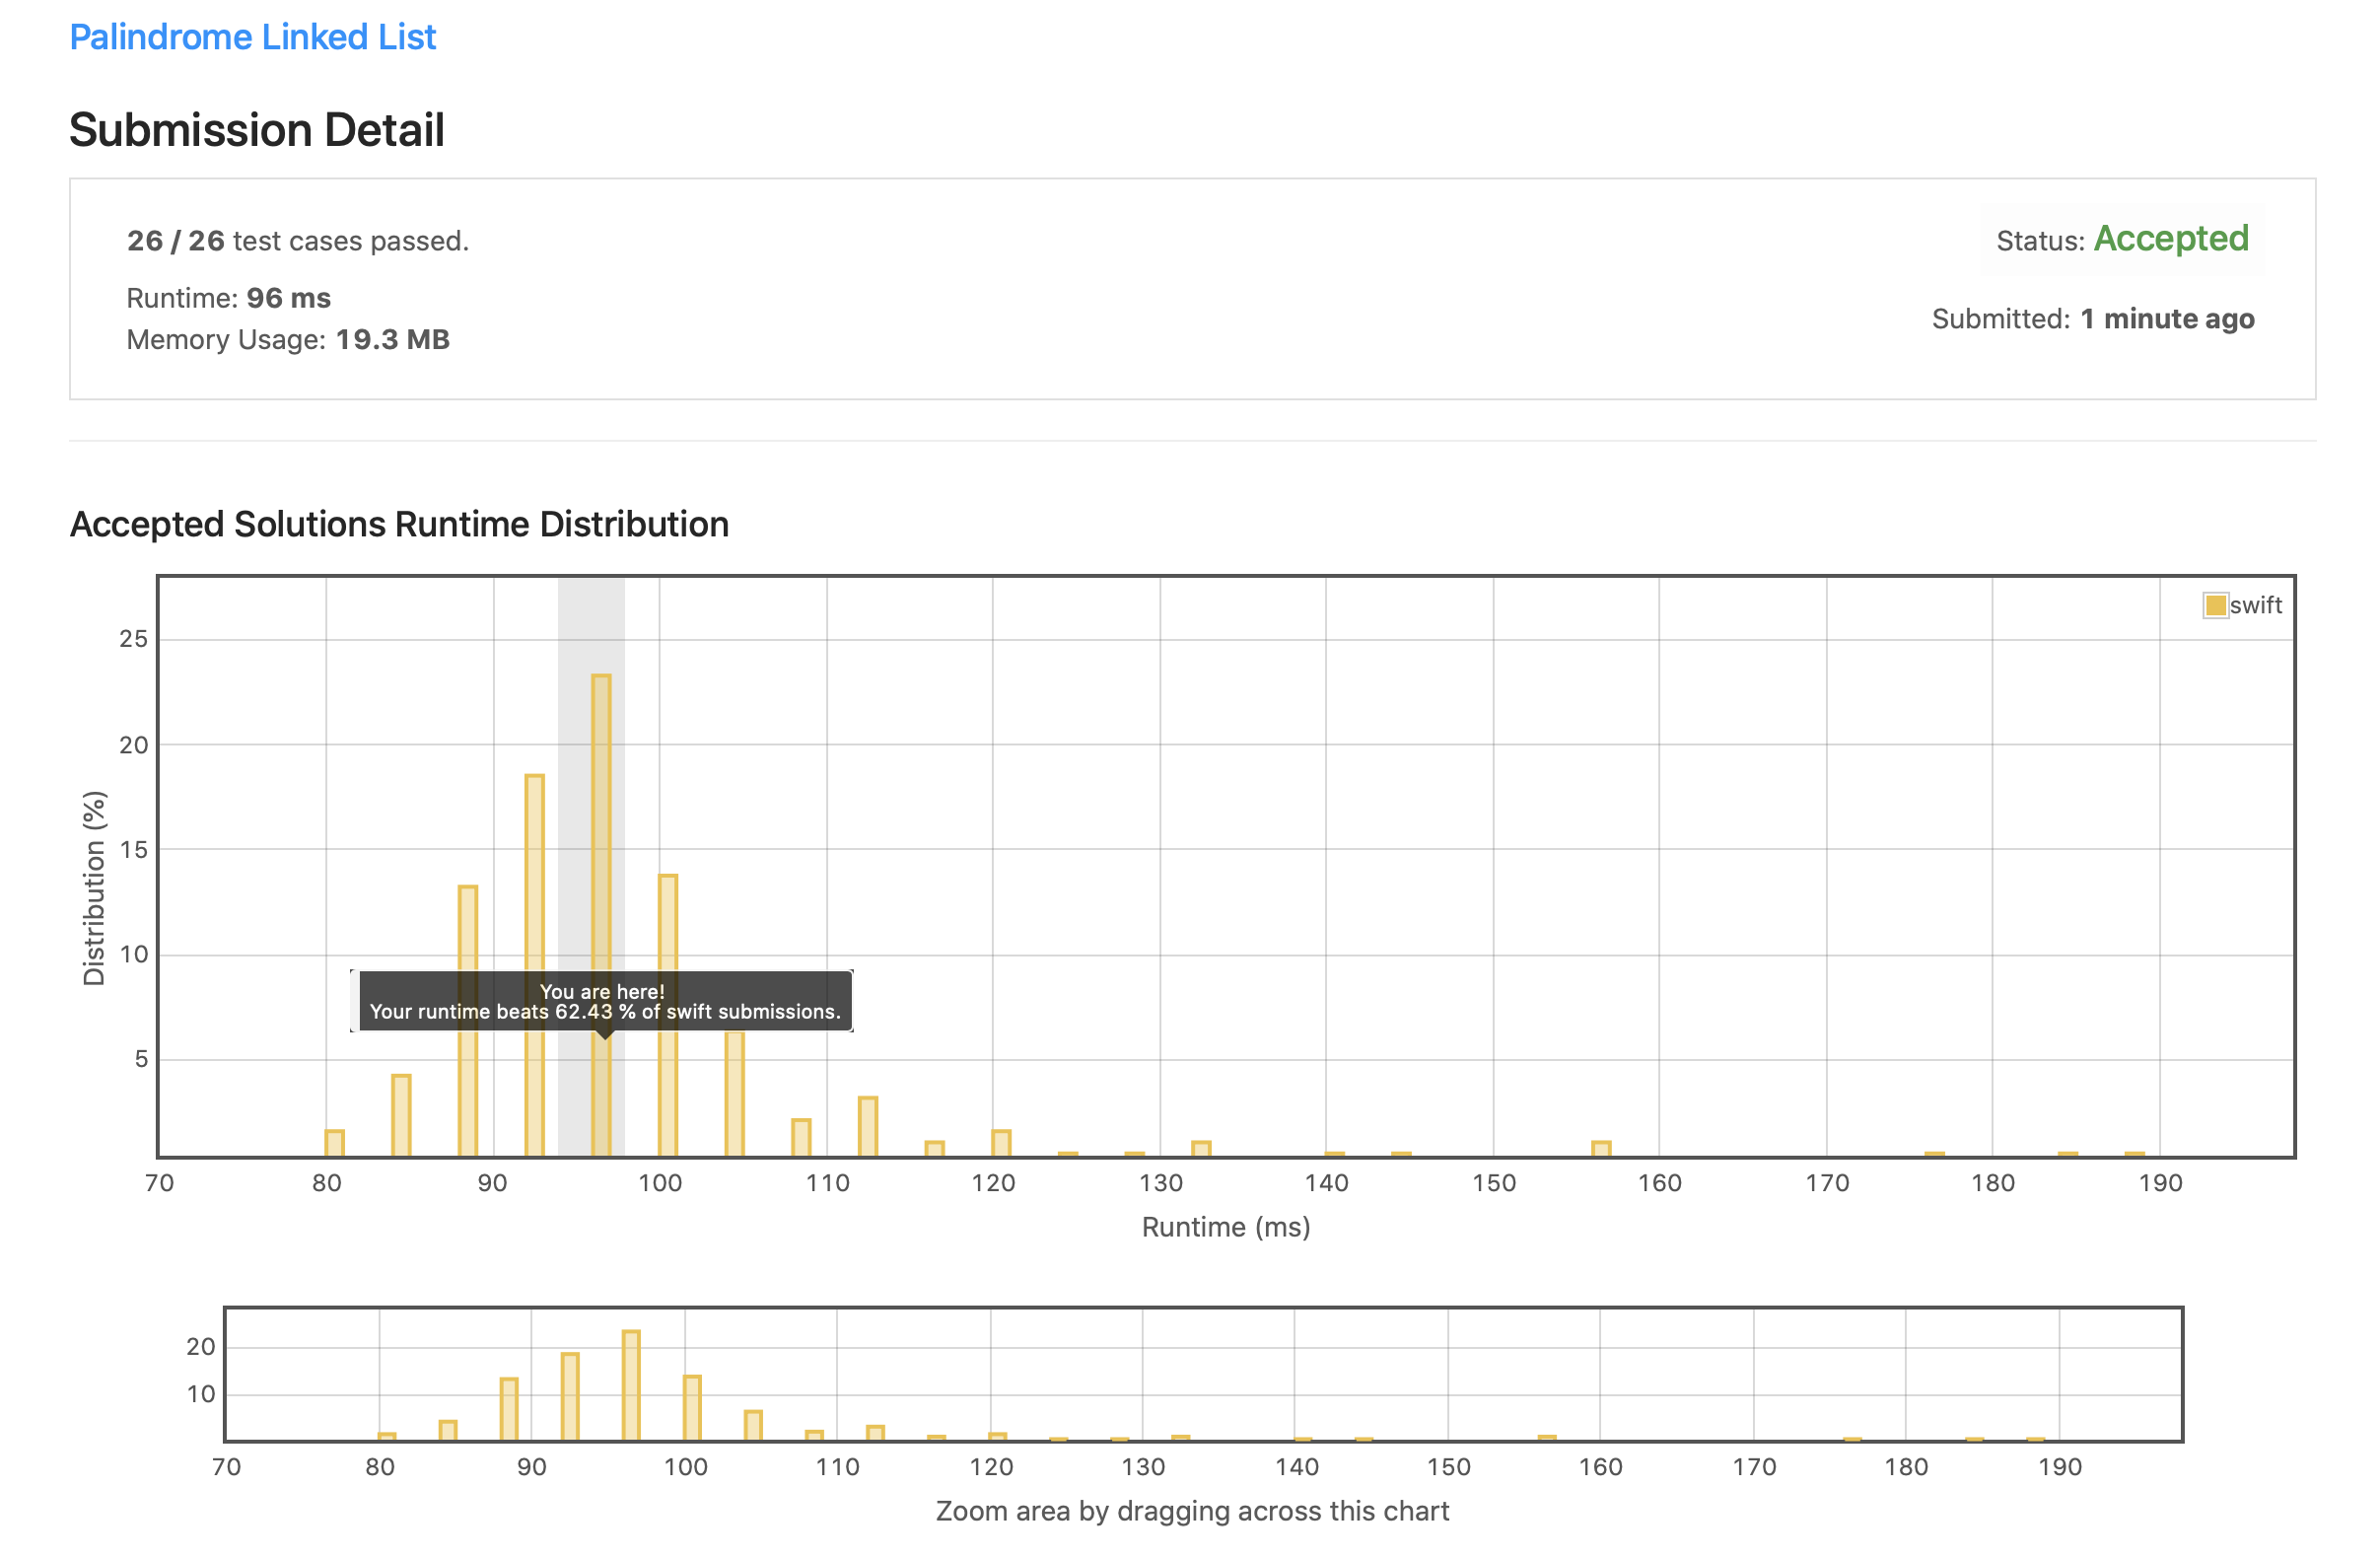 Palindrome Linked List
Submission Detail
26 / 26 test cases passed.
Status: Accepted
Runtime: 96 ms
Submitted: 1 minute ago
Memory Usage: 19.3 MB
Accepted Solutions Runtime Distribution
swift
25
20
15
10
5
Distribution (%)
You are here!
Your runtime beats 62.43 % of swift submissions.
70 80 90 100 110 120 130 140 150 160 170 180 190
Runtime (ms)
20
10
70 80 90 100 110 120 130 140 150 160 170 180 190
Zoom area by dragging across this chart